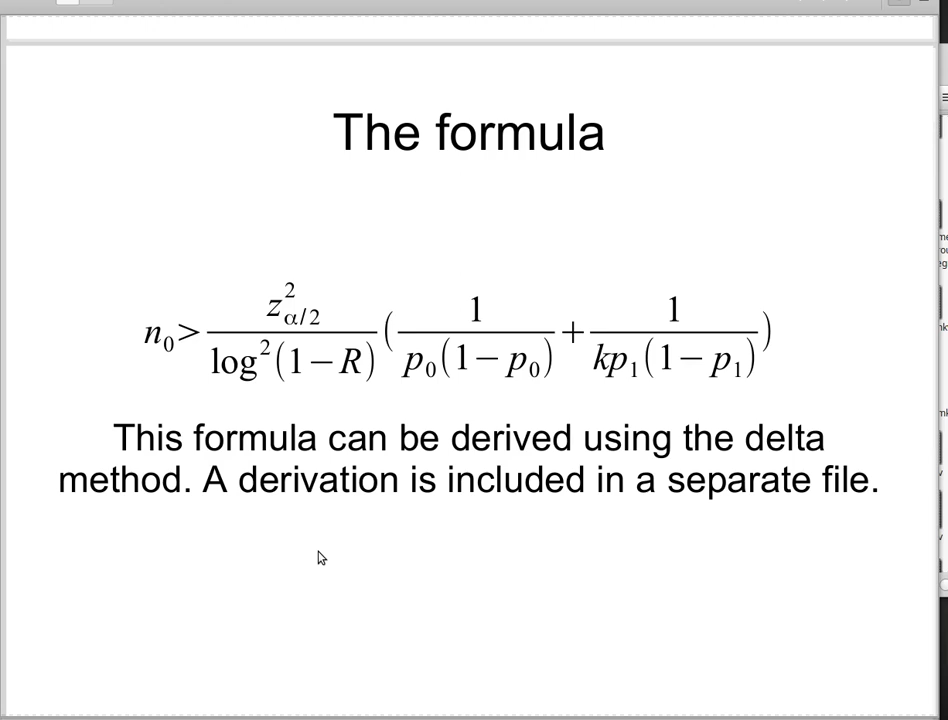 The formula
n₀ > z²_{α/2} / log²(1−R) ( 1 / p₀(1−p₀) + 1 / kp₁(1−p₁) )
This formula can be derived using the delta
method. A derivation is included in a separate file.